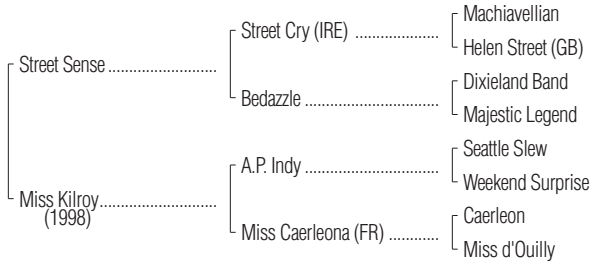 Machiavellian
Street Cry (IRE) ..................
Helen Street (GB)
Street Sense ........................
Dixieland Band
Bedazzle .............................
Majestic Legend
Seattle Slew
A.P. Indy .............................
Weekend Surprise
Miss Kilroy..........................
(1998)
Caerleon
Miss Caerleona (FR) ...........
Miss d'Ouilly